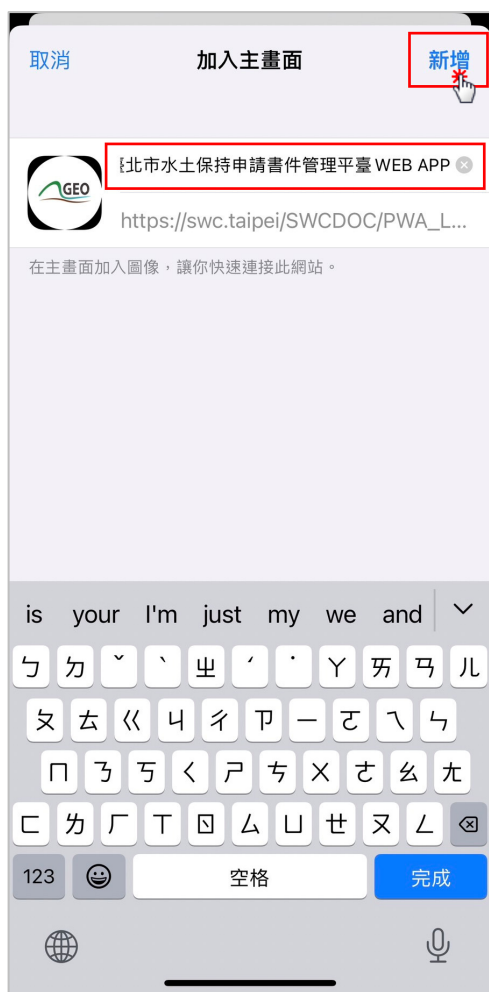 取消 加入主畫面 新增
GEO
臺北市水土保持申請書件管理平臺 WEB APP
https://swc.taipei/SWCDOC/PWA_L...
在主畫面加入圖像，讓你快速連接此網站。
is your I'm just my we and
ㄅ ㄉ ˇ ˋ ㄓ ˊ ˙ ㄚ ㄞ ㄢ ㄦ
ㄆ ㄊ ㄍ ㄐ ㄔ ㄗ ㄧ ㄛ ㄟ ㄣ
ㄇ ㄋ ㄎ ㄑ ㄕ ㄘ ㄨ ㄜ ㄠ ㄤ
ㄈ ㄌ ㄏ ㄒ ㄖ ㄙ ㄩ ㄝ ㄡ ㄥ
123 空格 完成